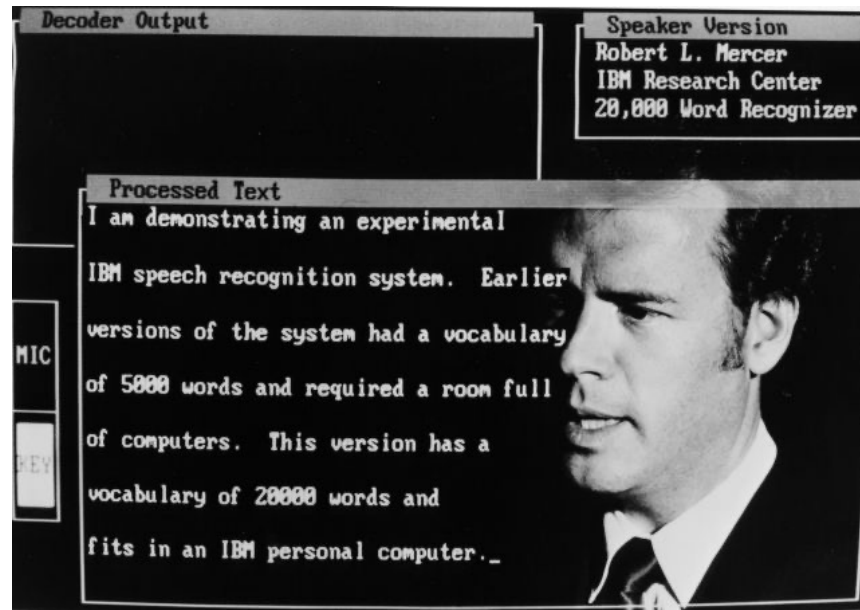 Decoder Output
Speaker Version
Robert L. Mercer
IBM Research Center
20,000 Word Recognizer
Processed Text
I am demonstrating an experimental
IBM speech recognition system.  Earlier
versions of the system had a vocabulary
of 5000 words and required a room full
of computers.  This version has a
vocabulary of 20000 words and
fits in an IBM personal computer._
MIC
KEY